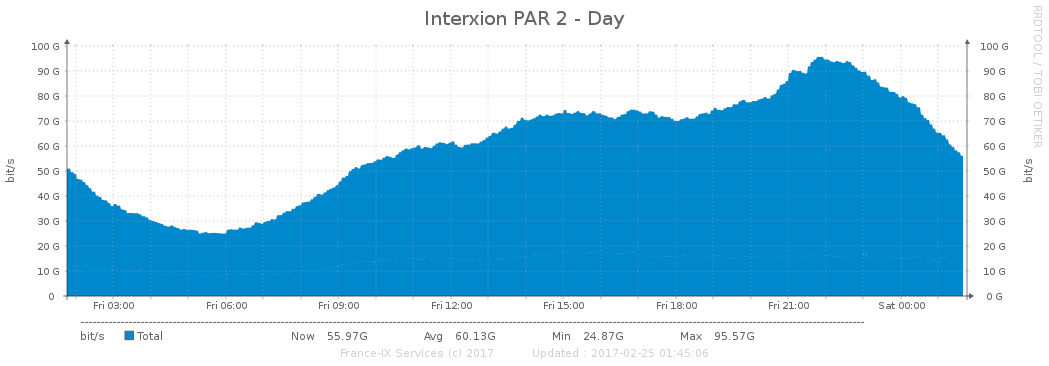 Interxion PAR 2 - Day
RRDTOOL / TOBI OETIKER
100 G 100 G
90 G 90 G
80 G 80 G
70 G 70 G
60 G 60 G
50 G 50 G
40 G 40 G
30 G 30 G
20 G 20 G
10 G 10 G
0 0 G
bit/s bit/s
Fri 03:00 Fri 06:00 Fri 09:00 Fri 12:00 Fri 15:00 Fri 18:00 Fri 21:00 Sat 00:00
bit/s Total Now 55.97G Avg 60.13G Min 24.87G Max 95.57G
France-IX Services (c) 2017 Updated : 2017-02-25 01:45:06